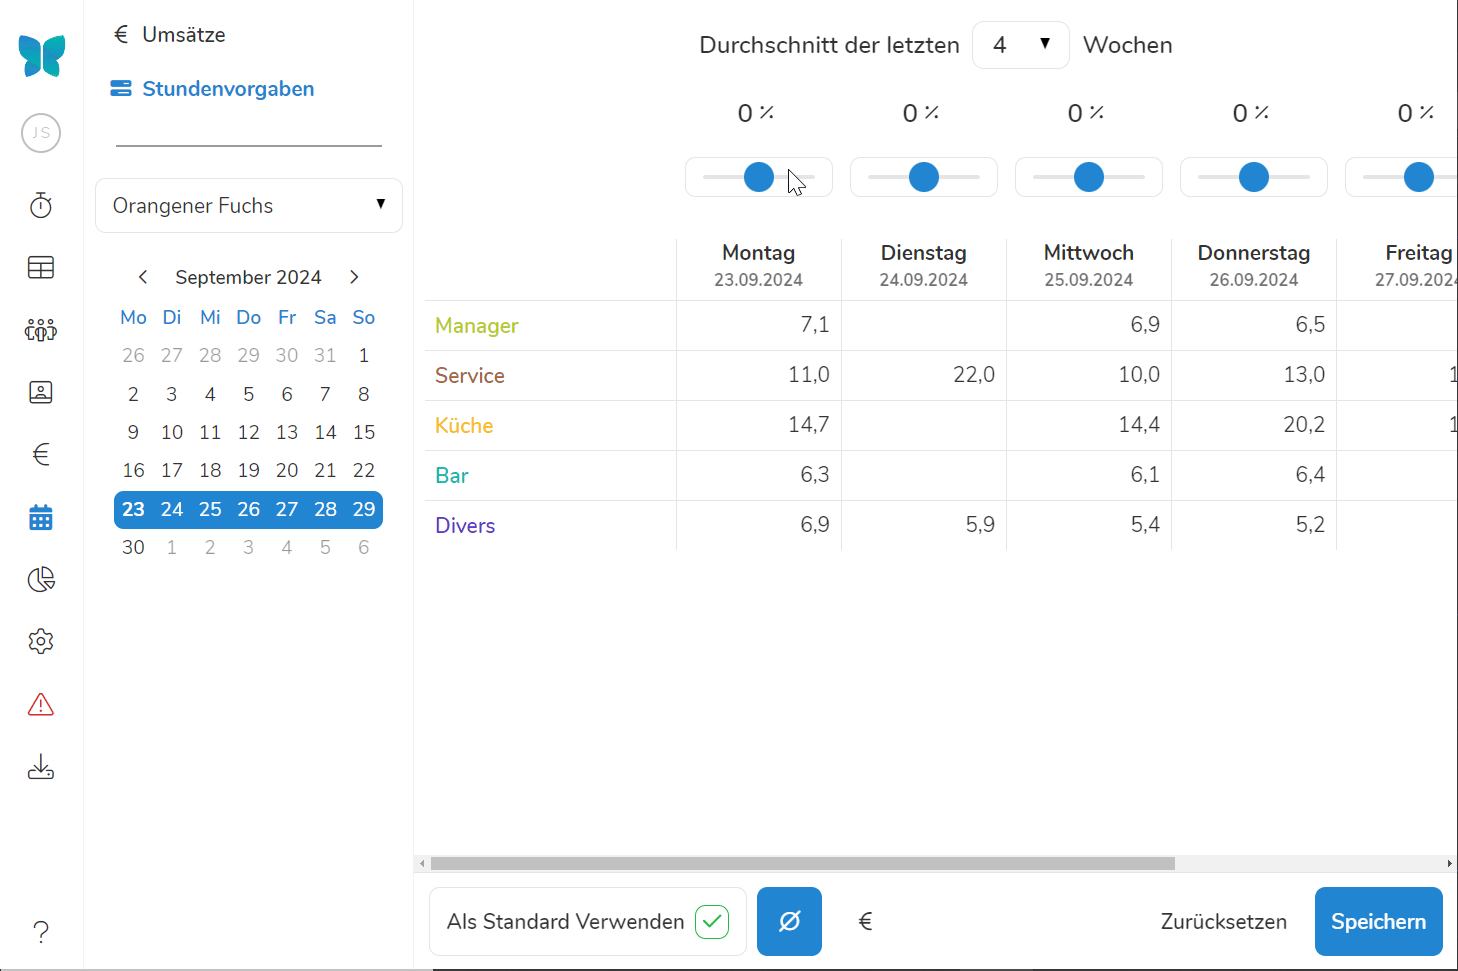 € Umsätze
Stundenvorgaben
JS
Orangener Fuchs
September 2024
Mo Di Mi Do Fr Sa So
26 27 28 29 30 31 1
2 3 4 5 6 7 8
9 10 11 12 13 14 15
16 17 18 19 20 21 22
23 24 25 26 27 28 29
30 1 2 3 4 5 6
€
?
Durchschnitt der letzten 4 Wochen
0 % 0 % 0 % 0 % 0 %
Montag Dienstag Mittwoch Donnerstag Freitag
23.09.2024 24.09.2024 25.09.2024 26.09.2024 27.09.2024
Manager 7,1 6,9 6,5
Service 11,0 22,0 10,0 13,0 1
Küche 14,7 14,4 20,2 1
Bar 6,3 6,1 6,4
Divers 6,9 5,9 5,4 5,2
Als Standard Verwenden Ø € Zurücksetzen Speichern